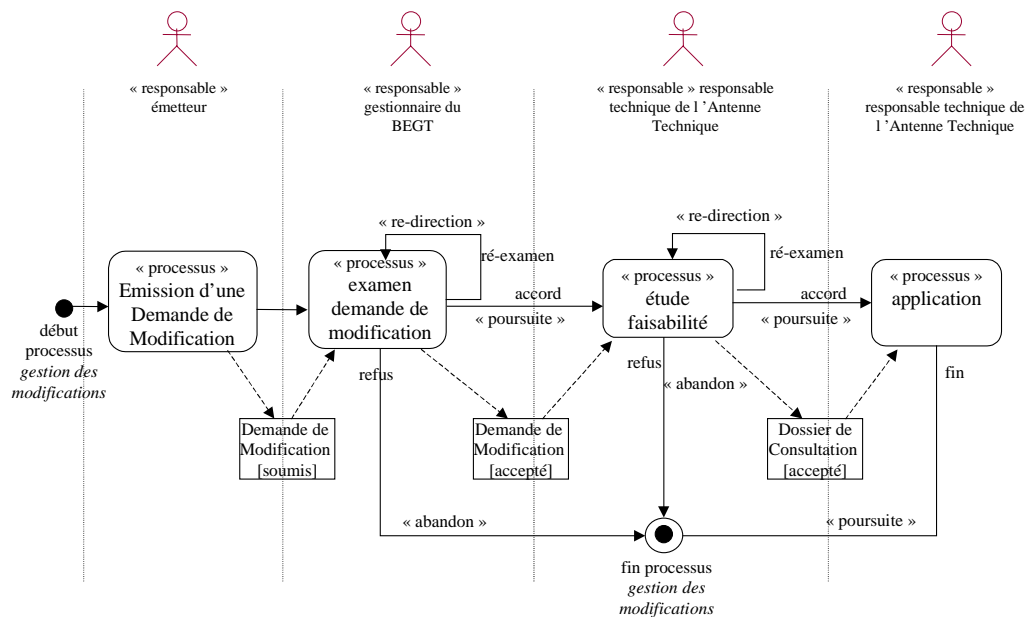 « responsable »
émetteur
« responsable »
gestionnaire du
BEGT
« responsable » responsable
technique de l ’Antenne
Technique
« responsable »
responsable technique de
l ’Antenne Technique
« re-direction »
ré-examen
« re-direction »
ré-examen
« processus »
Emission d’une
Demande de
Modification
« processus »
examen
demande de
modification
accord
« poursuite »
« processus »
étude
faisabilité
accord
« poursuite »
« processus »
application
début
processus
gestion des
modifications
refus
refus
« abandon »
fin
Demande de
Modification
[soumis]
Demande de
Modification
[accepté]
Dossier de
Consultation
[accepté]
« abandon »
« poursuite »
fin processus
gestion des
modifications